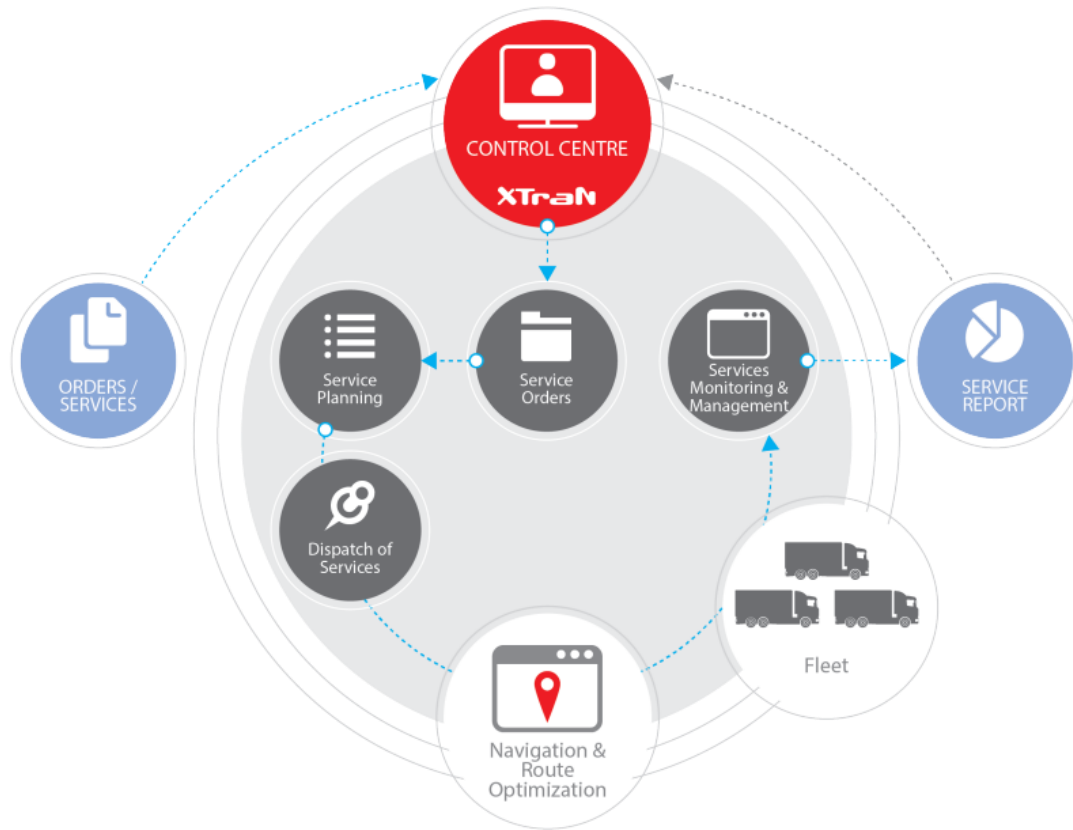 CONTROL CENTRE
XTraN
ORDERS /
SERVICES
Service
Planning
Service
Orders
Services
Monitoring &
Management
SERVICE
REPORT
Dispatch of
Services
Fleet
Navigation &
Route
Optimization